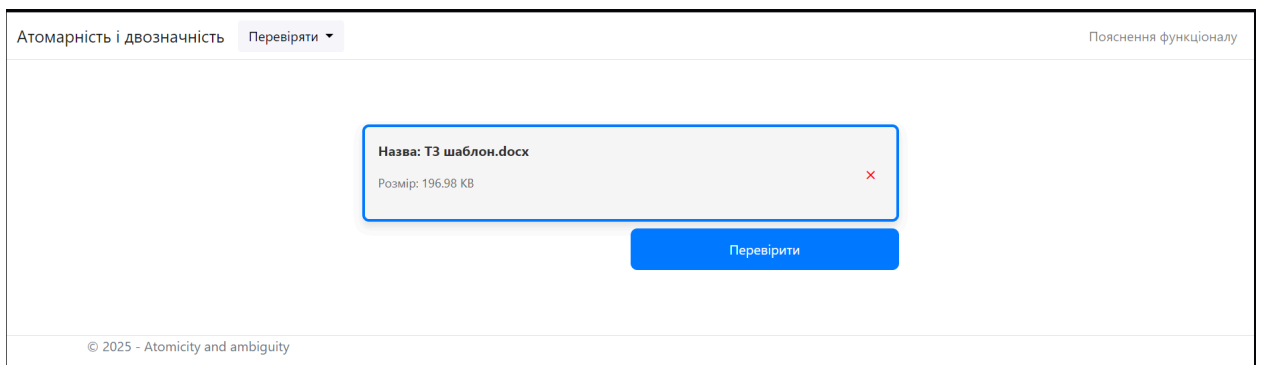 Атомарність і двозначність Перевіряти Пояснення функціоналу
Назва: ТЗ шаблон.docx
Розмір: 196.98 KB
Перевірити
© 2025 - Atomicity and ambiguity